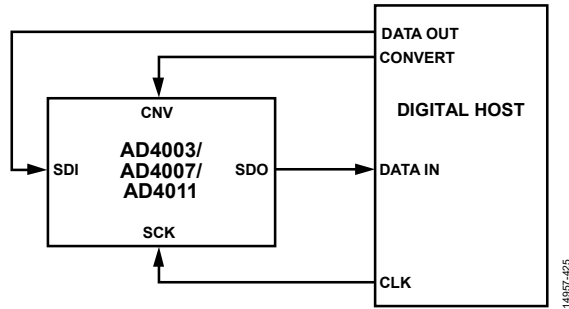 DATA OUT
CONVERT
DIGITAL HOST
CNV
AD4003/
AD4007/
AD4011
SDI
SDO
DATA IN
SCK
CLK
14957-425